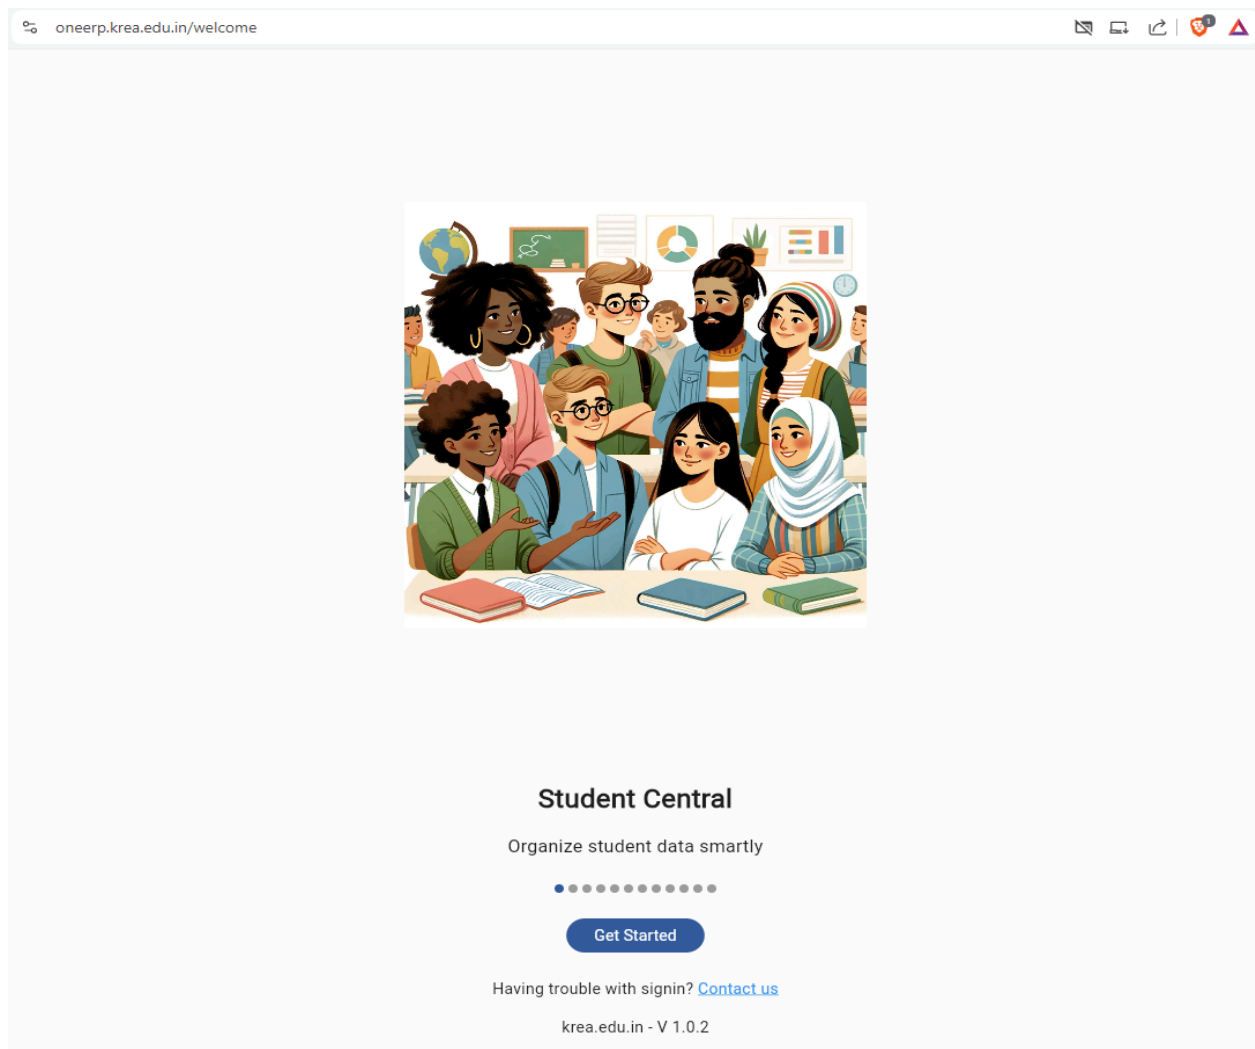 oneerp.krea.edu.in/welcome
1
Student Central
Organize student data smartly
Get Started
Having trouble with signin? Contact us
krea.edu.in - V 1.0.2